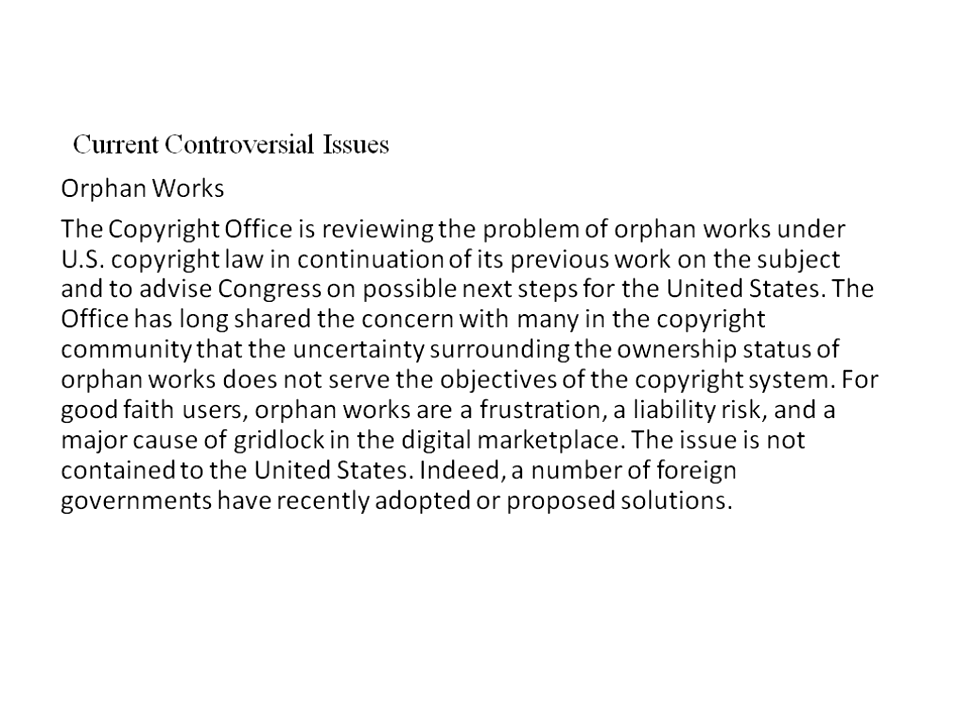 Current Controversial Issues
Orphan Works
The Copyright Office is reviewing the problem of orphan works under
U.S. copyright law in continuation of its previous work on the subject
and to advise Congress on possible next steps for the United States. The
Office has long shared the concern with many in the copyright
community that the uncertainty surrounding the ownership status of
orphan works does not serve the objectives of the copyright system. For
good faith users, orphan works are a frustration, a liability risk, and a
major cause of gridlock in the digital marketplace. The issue is not
contained to the United States. Indeed, a number of foreign
governments have recently adopted or proposed solutions.